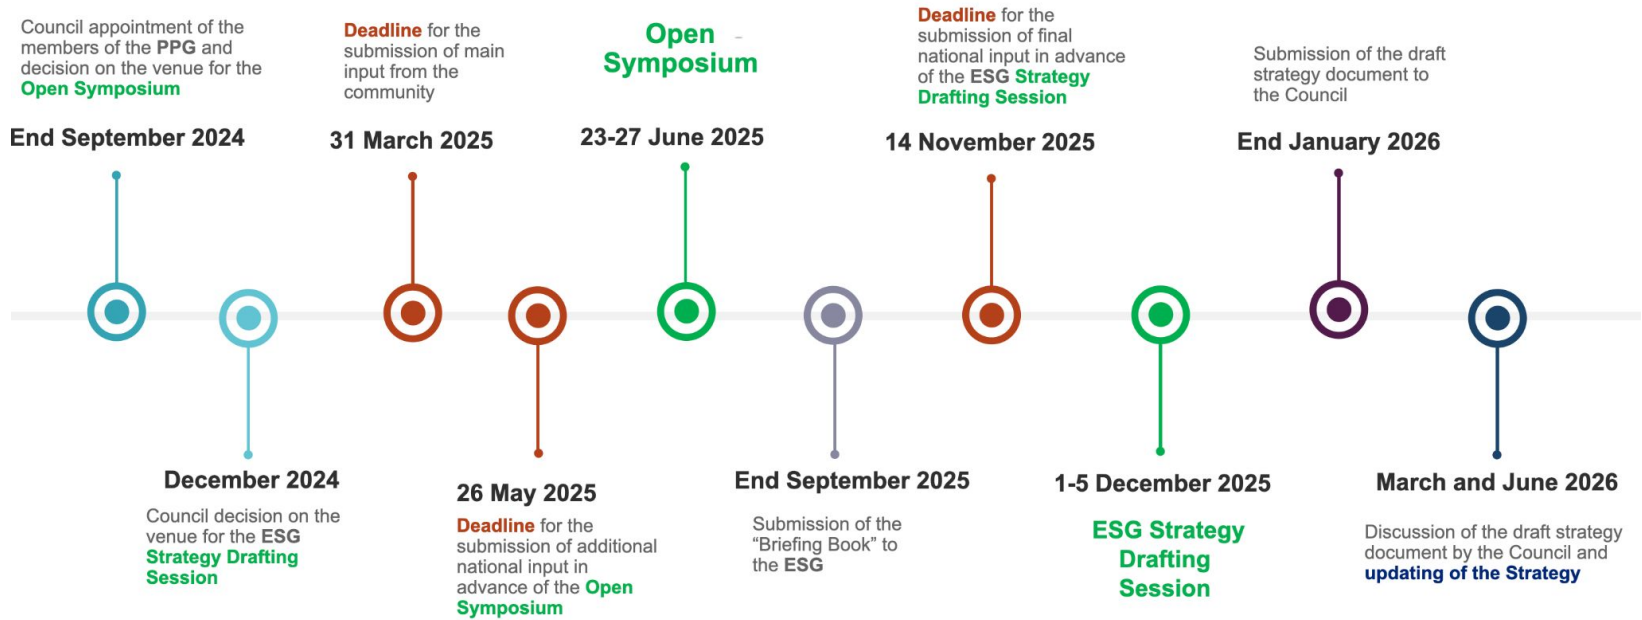 Council appointment of the
members of the PPG and
decision on the venue for the
Open Symposium
End September 2024
December 2024
Council decision on the
venue for the ESG
Strategy Drafting
Session
Deadline for the
submission of main
input from the
community
31 March 2025
26 May 2025
Deadline for the
submission of additional
national input in
advance of the Open
Symposium
Open
Symposium
23-27 June 2025
End September 2025
Submission of the
“Briefing Book” to
the ESG
Deadline for the
submission of final
national input in advance
of the ESG Strategy
Drafting Session
14 November 2025
1-5 December 2025
ESG Strategy
Drafting
Session
Submission of the draft
strategy document to
the Council
End January 2026
March and June 2026
Discussion of the draft strategy
document by the Council and
updating of the Strategy